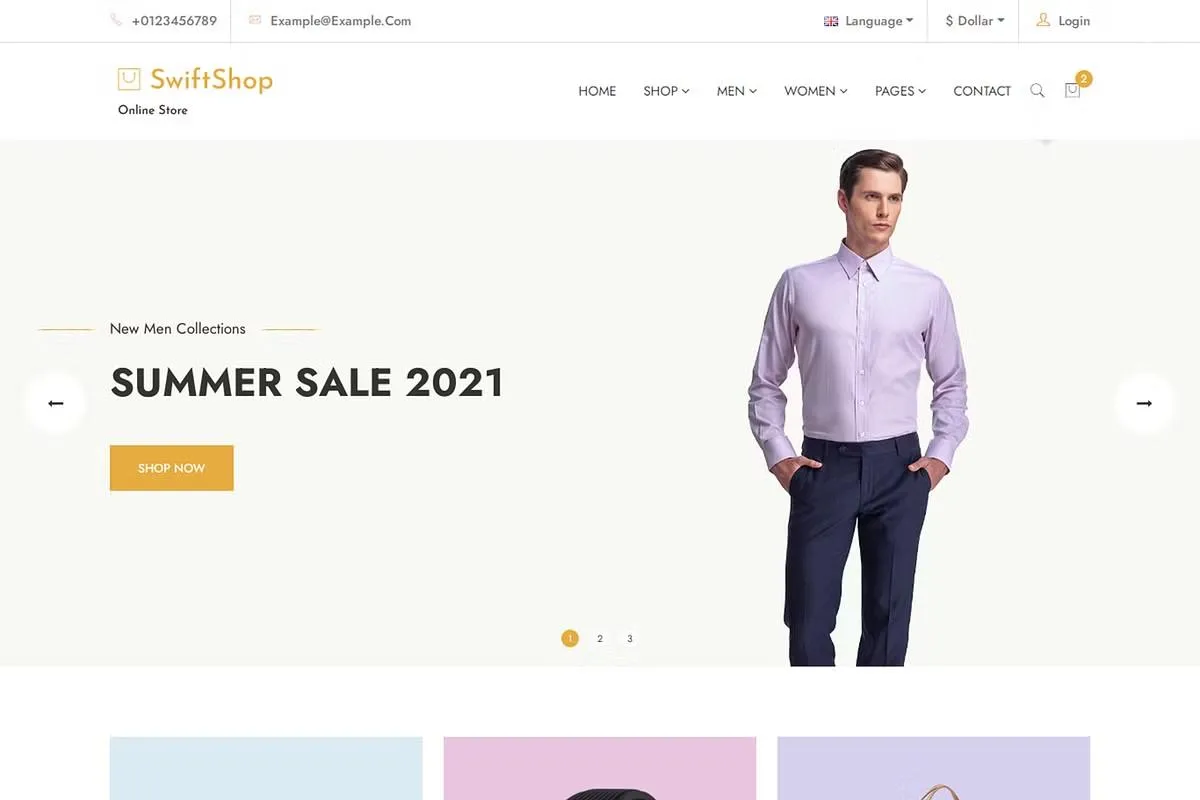 +0123456789 Example@Example.Com Language $ Dollar Login
SwiftShop
Online Store
HOME SHOP MEN WOMEN PAGES CONTACT 2
New Men Collections
SUMMER SALE 2021
SHOP NOW
1 2 3